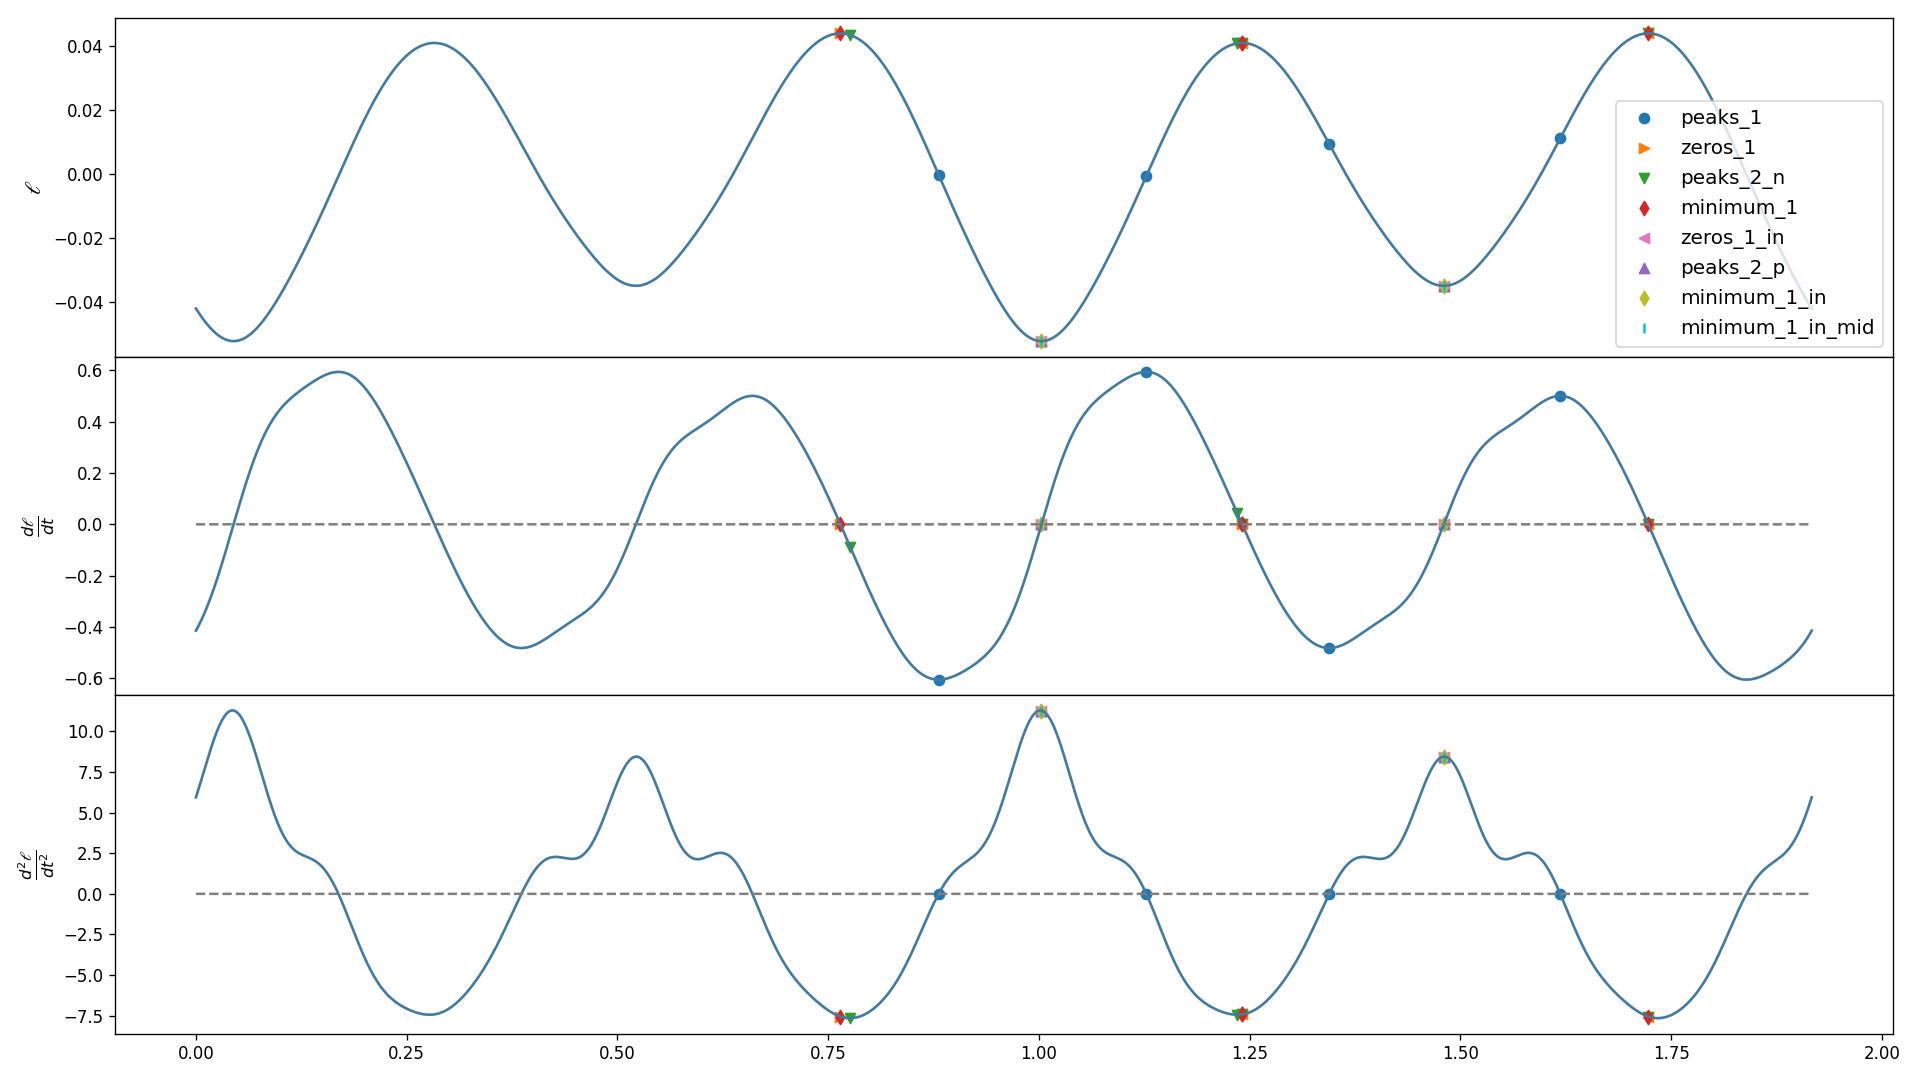 0.04
0.02
0.00
−0.02
−0.04
ℓ
peaks_1
zeros_1
peaks_2_n
minimum_1
zeros_1_in
peaks_2_p
minimum_1_in
minimum_1_in_mid
0.6
0.4
0.2
0.0
−0.2
−0.4
−0.6
dℓ/dt
10.0
7.5
5.0
2.5
0.0
−2.5
−5.0
−7.5
d²ℓ/dt²
0.00 0.25 0.50 0.75 1.00 1.25 1.50 1.75 2.00